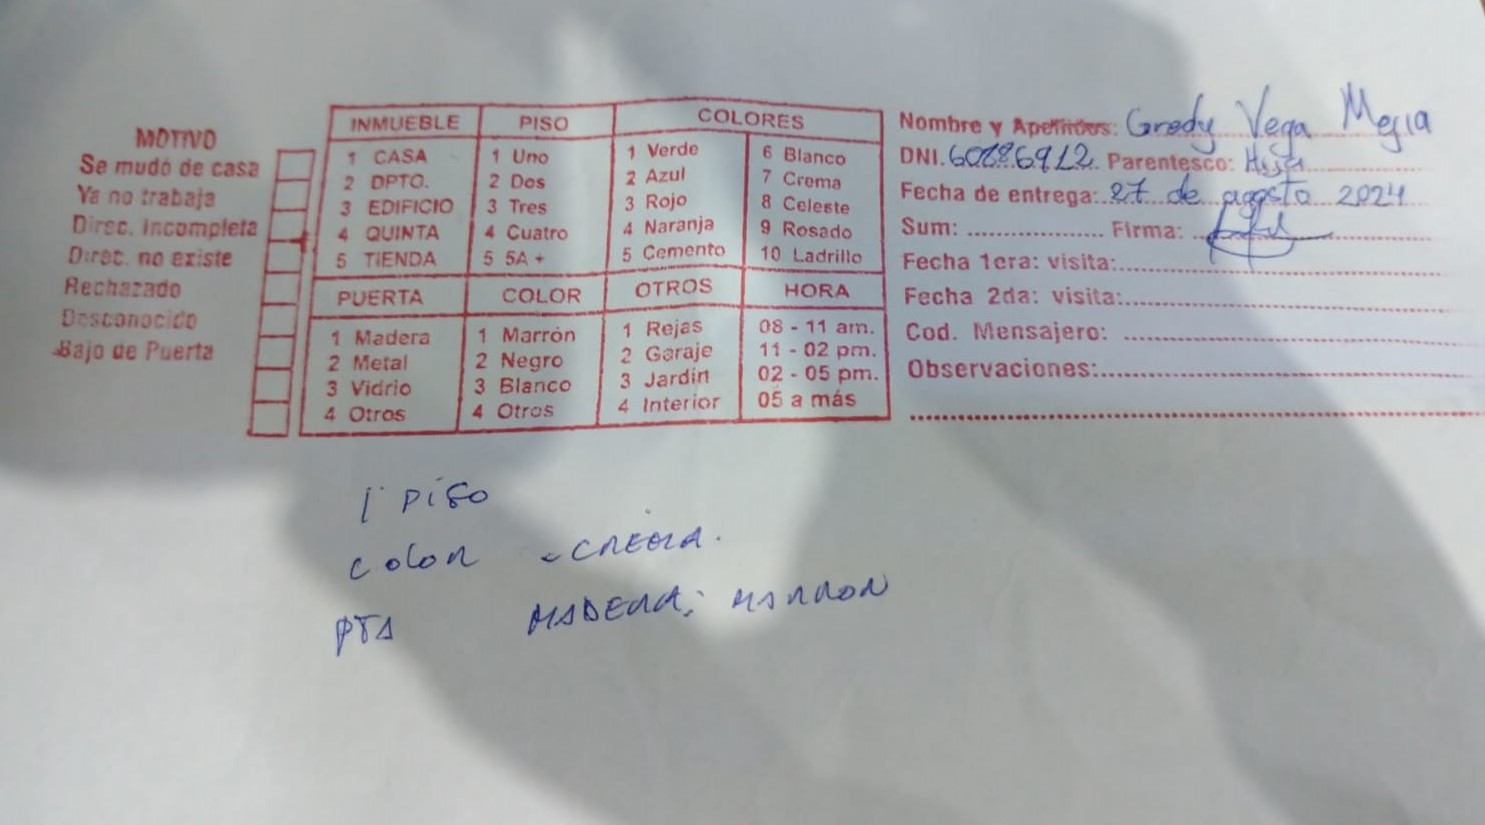 MOTIVO
Se mudó de casa
Ya no trabaja
Direc. Incompleta
Direc. no existe
Rechazado
Desconocido
Bajo de Puerta
INMUEBLE PISO COLORES
1 CASA 1 Uno 1 Verde 6 Blanco
2 DPTO. 2 Dos 2 Azul 7 Crema
3 EDIFICIO 3 Tres 3 Rojo 8 Celeste
4 QUINTA 4 Cuatro 4 Naranja 9 Rosado
5 TIENDA 5 5A + 5 Cemento 10 Ladrillo
PUERTA COLOR OTROS HORA
1 Madera 1 Marrón 1 Rejas 08 - 11 am.
2 Metal 2 Negro 2 Garaje 11 - 02 pm.
3 Vidrio 3 Blanco 3 Jardín 02 - 05 pm.
4 Otros 4 Otros 4 Interior 05 a más
Nombre y Apellidos: Gredy Vega Mejia
DNI. Parentesco: Hija
Fecha de entrega: 27 de agosto 2024
Sum: Firma:
Fecha 1era: visita:
Fecha 2da: visita:
Cod. Mensajero:
Observaciones:
1 PISO
COLOR - CREMA.
PTA MADERA; MARRON